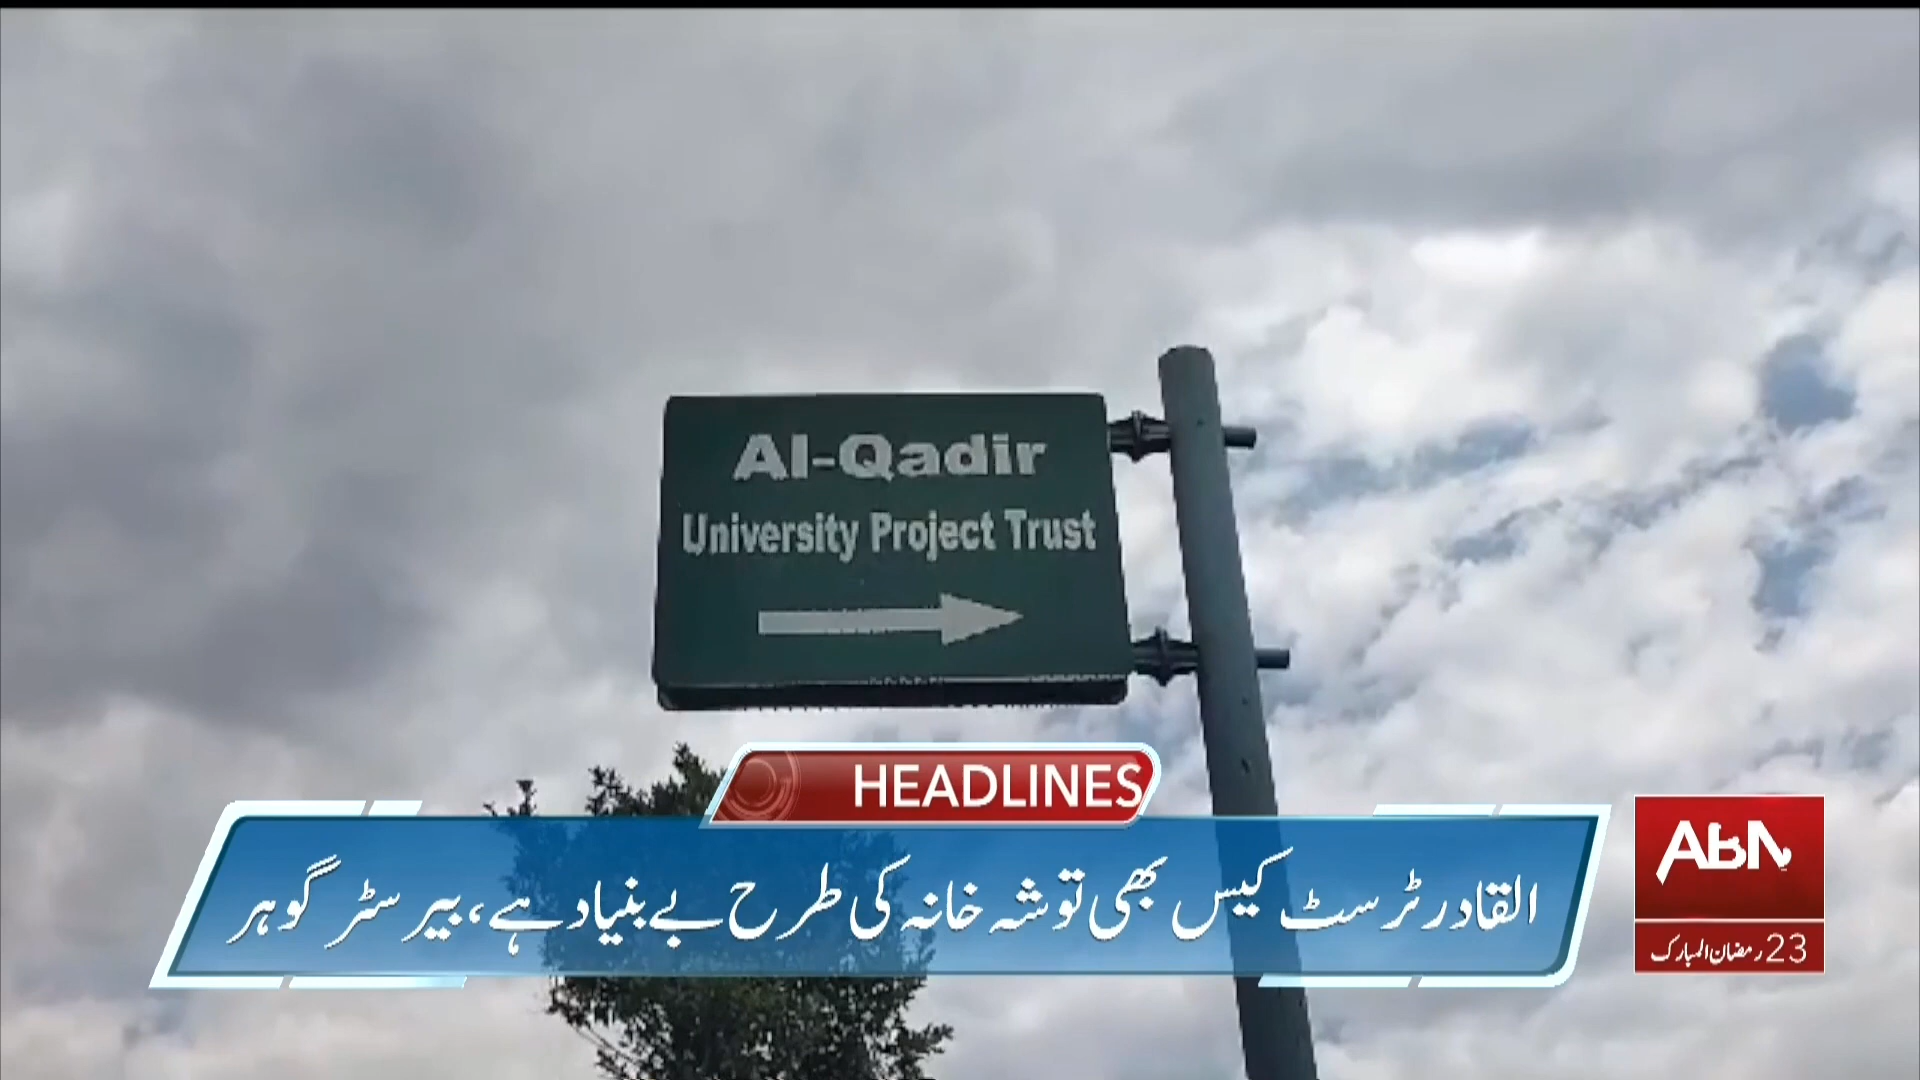 Al-Qadir
University Project Trust
HEADLINES
القادر ٹرسٹ کیس بھی توشہ خانہ کی طرح بے بنیاد ہے، بیرسٹر گوہر
ABN
23 رمضان المبارک